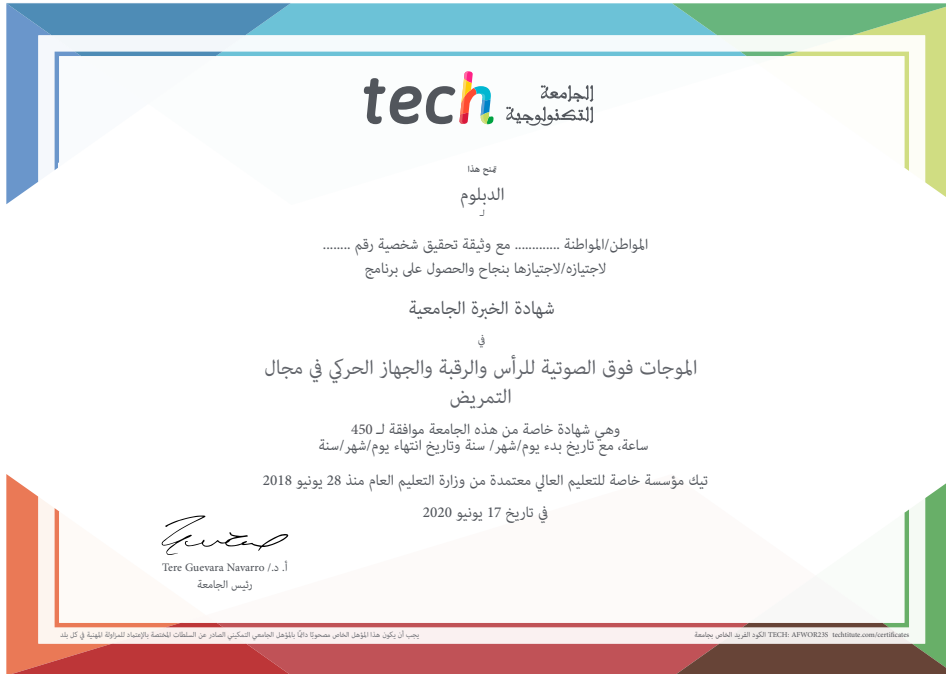 tech الجامعة
التكنولوجية
تمنح هذا
الدبلوم
لـ
المواطن/المواطنة ............. مع وثيقة تحقيق شخصية رقم ........
لاجتيازه/لاجتيازها بنجاح والحصول على برنامج
شهادة الخبرة الجامعية
في
الموجات فوق الصوتية للرأس والرقبة والجهاز الحركي في مجال
التمريض
وهي شهادة خاصة من هذه الجامعة موافقة لـ 450
ساعة، مع تاريخ بدء يوم/شهر/ سنة وتاريخ انتهاء يوم/شهر/سنة
تيك مؤسسة خاصة للتعليم العالي معتمدة من وزارة التعليم العام منذ 28 يونيو 2018
في تاريخ 17 يونيو 2020
أ. د./ Tere Guevara Navarro
رئيس الجامعة
يجب أن يكون هذا المؤهل الخاص مصحوبًا دائمًا بالمؤهل الجامعي التمكيني الصادر عن السلطات المختصة بالإعتماد للمزاولة المهنية في كل بلد
الكود الفريد الخاص بجامعة TECH: AFWOR23S techtitute.com/certificates